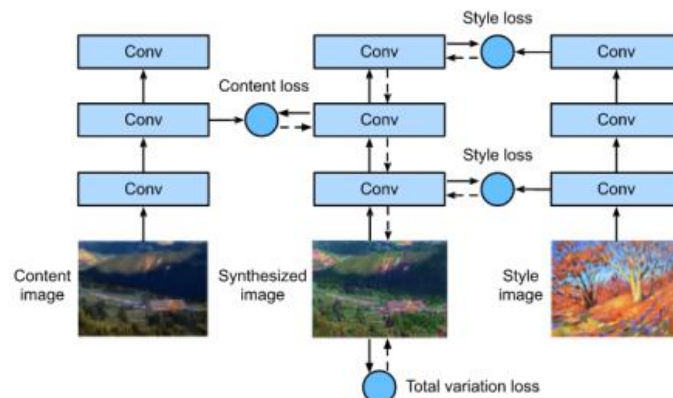 Style loss
Conv
Conv
Conv
Content loss
Conv
Conv
Conv
Style loss
Conv
Conv
Conv
Content
image
Synthesized
image
Style
image
Total variation loss